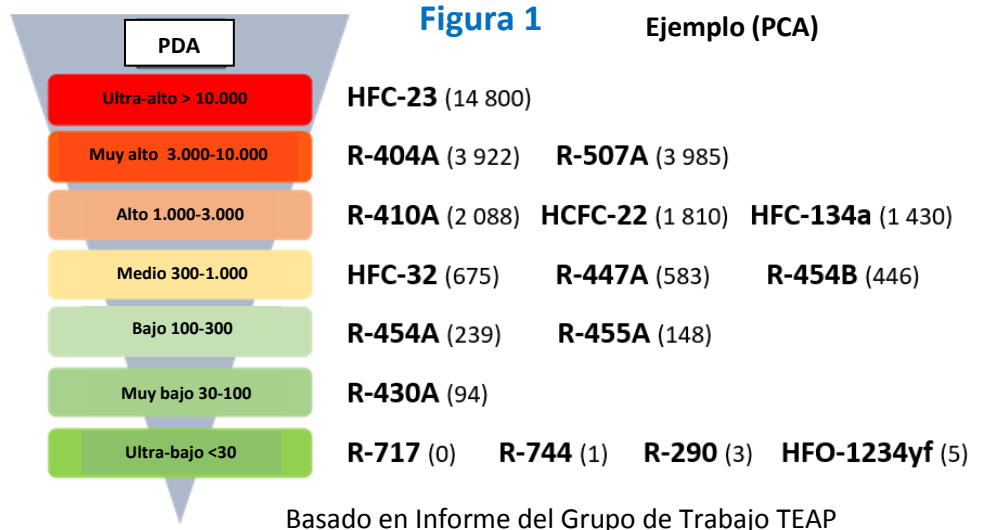 Figura 1
Ejemplo (PCA)
PDA
Ultra-alto > 10.000
HFC-23 (14 800)
Muy alto 3.000-10.000
R-404A (3 922) R-507A (3 985)
Alto 1.000-3.000
R-410A (2 088) HCFC-22 (1 810) HFC-134a (1 430)
Medio 300-1.000
HFC-32 (675) R-447A (583) R-454B (446)
Bajo 100-300
R-454A (239) R-455A (148)
Muy bajo 30-100
R-430A (94)
Ultra-bajo <30
R-717 (0) R-744 (1) R-290 (3) HFO-1234yf (5)
Basado en Informe del Grupo de Trabajo TEAP